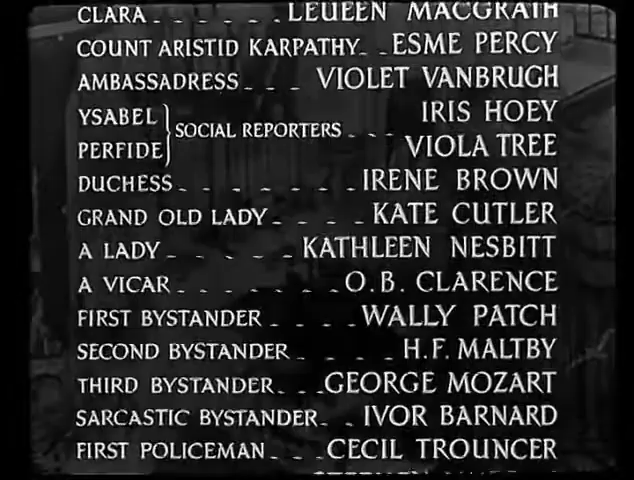 CLARA LEUEEN MACGRATH
COUNT ARISTID KARPATHY ESME PERCY
AMBASSADRESS VIOLET VANBRUGH
YSABEL IRIS HOEY
SOCIAL REPORTERS
PERFIDE VIOLA TREE
DUCHESS IRENE BROWN
GRAND OLD LADY KATE CUTLER
A LADY KATHLEEN NESBITT
A VICAR O.B. CLARENCE
FIRST BYSTANDER WALLY PATCH
SECOND BYSTANDER H.F. MALTBY
THIRD BYSTANDER GEORGE MOZART
SARCASTIC BYSTANDER IVOR BARNARD
FIRST POLICEMAN CECIL TROUNCER